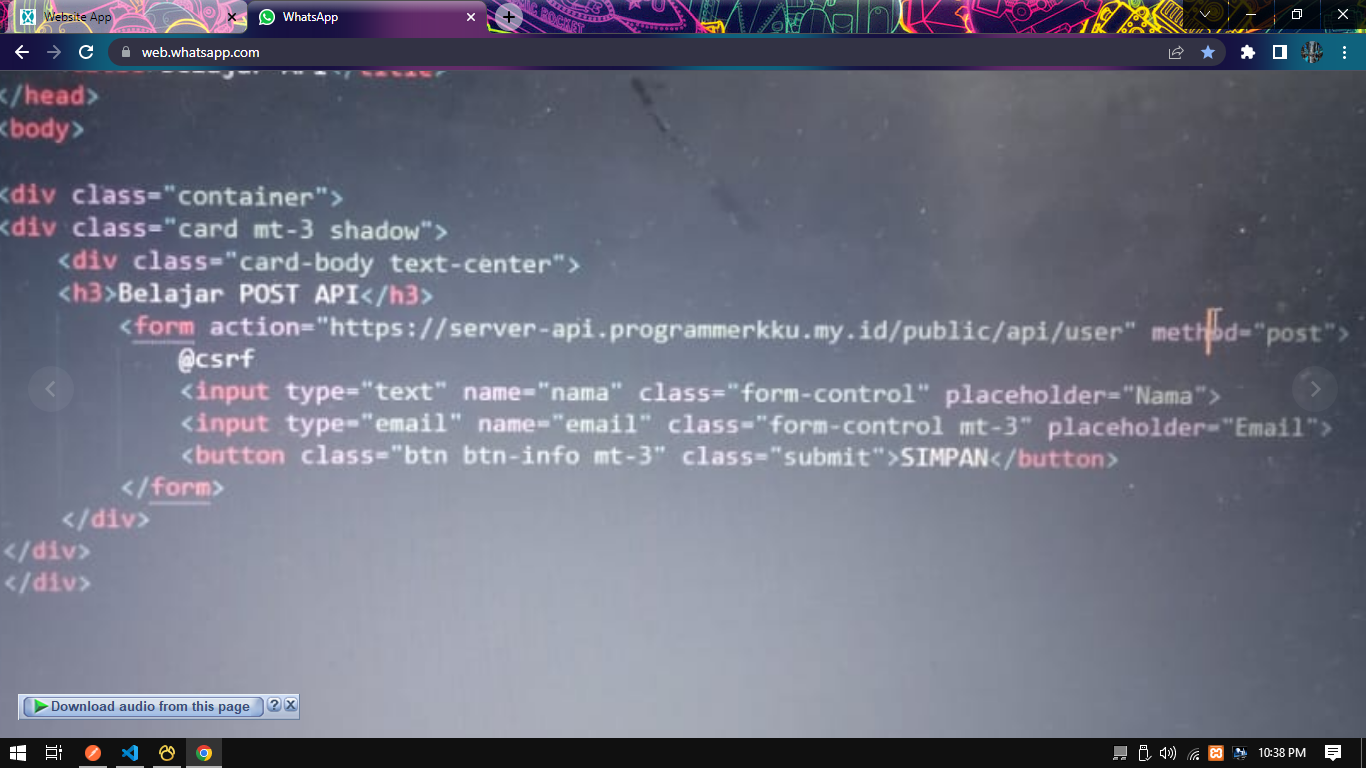 Website App
WhatsApp
web.whatsapp.com
Belajar API</title>
</head>
<body>
<div class="container">
<div class="card mt-3 shadow">
<div class="card-body text-center">
<h3>Belajar POST API</h3>
<form action="https://server-api.programmerkku.my.id/public/api/user" method="post">
@csrf
<input type="text" name="nama" class="form-control" placeholder="Nama">
<input type="email" name="email" class="form-control mt-3" placeholder="Email">
<button class="btn btn-info mt-3" class="submit">SIMPAN</button>
</form>
</div>
</div>
</div>
Download audio from this page ? X
10:38 PM